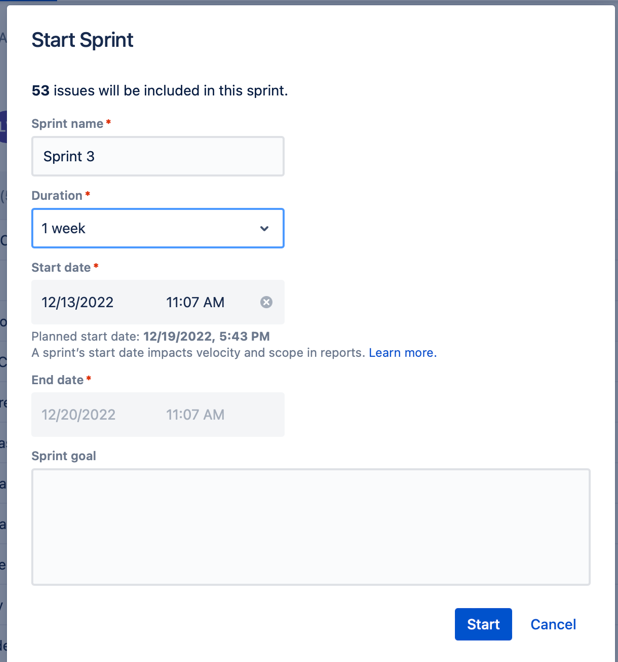 Start Sprint
53 issues will be included in this sprint.
Sprint name*
Sprint 3
Duration*
1 week
Start date*
12/13/2022 11:07 AM
Planned start date: 12/19/2022, 5:43 PM
A sprint's start date impacts velocity and scope in reports. Learn more.
End date*
12/20/2022 11:07 AM
Sprint goal
Start Cancel